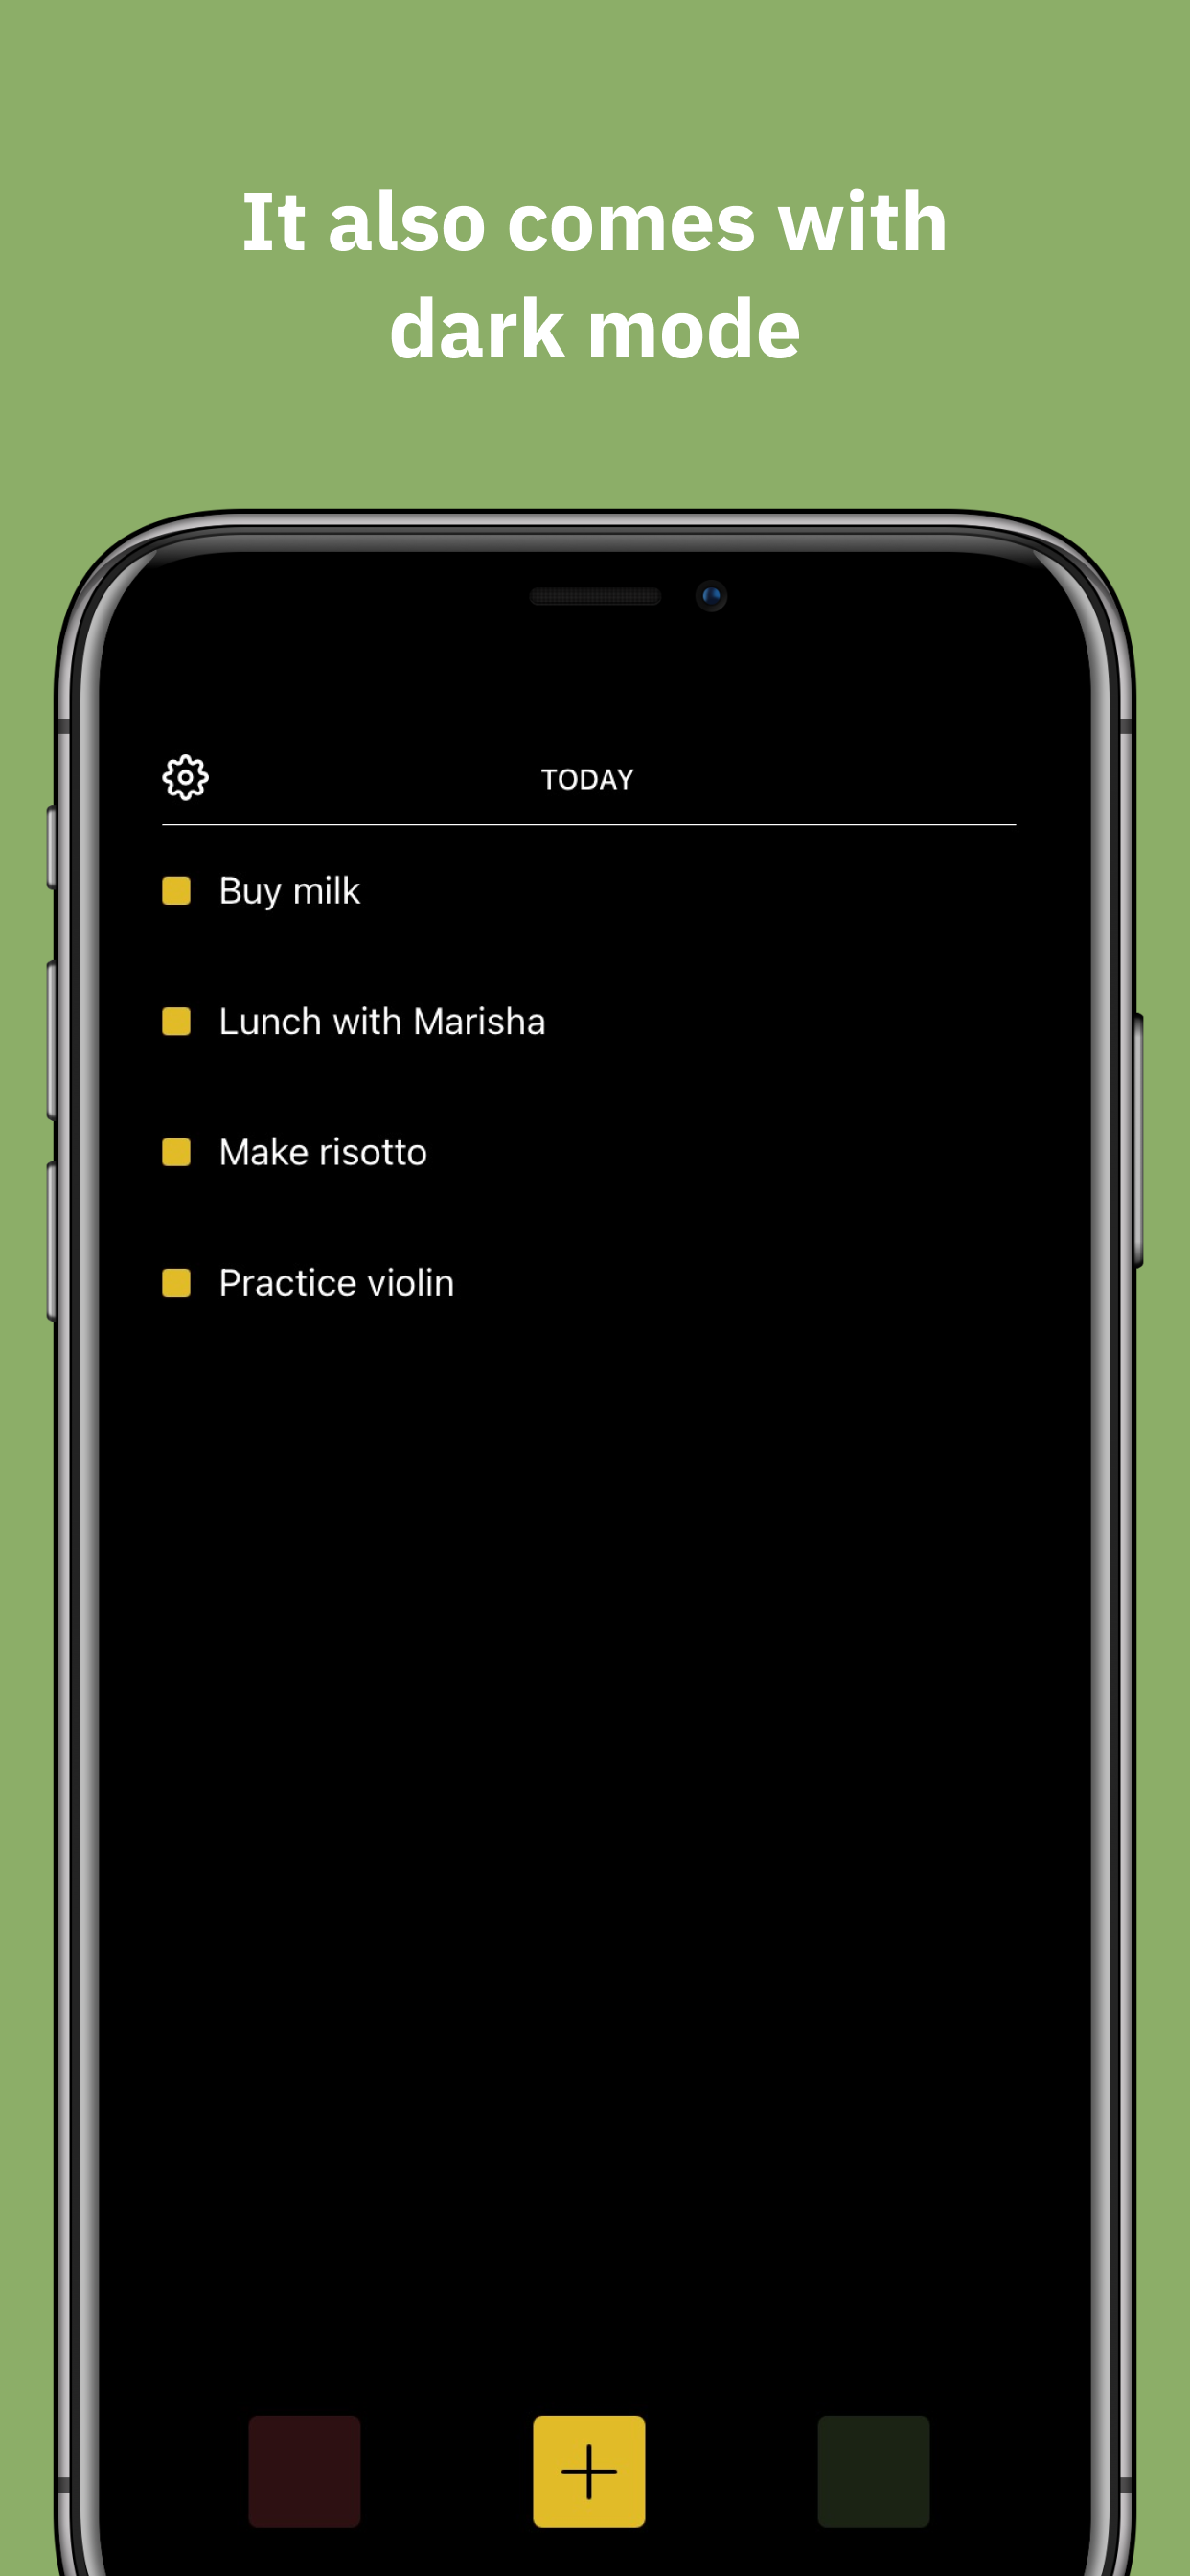 It also comes with
dark mode
TODAY
Buy milk
Lunch with Marisha
Make risotto
Practice violin